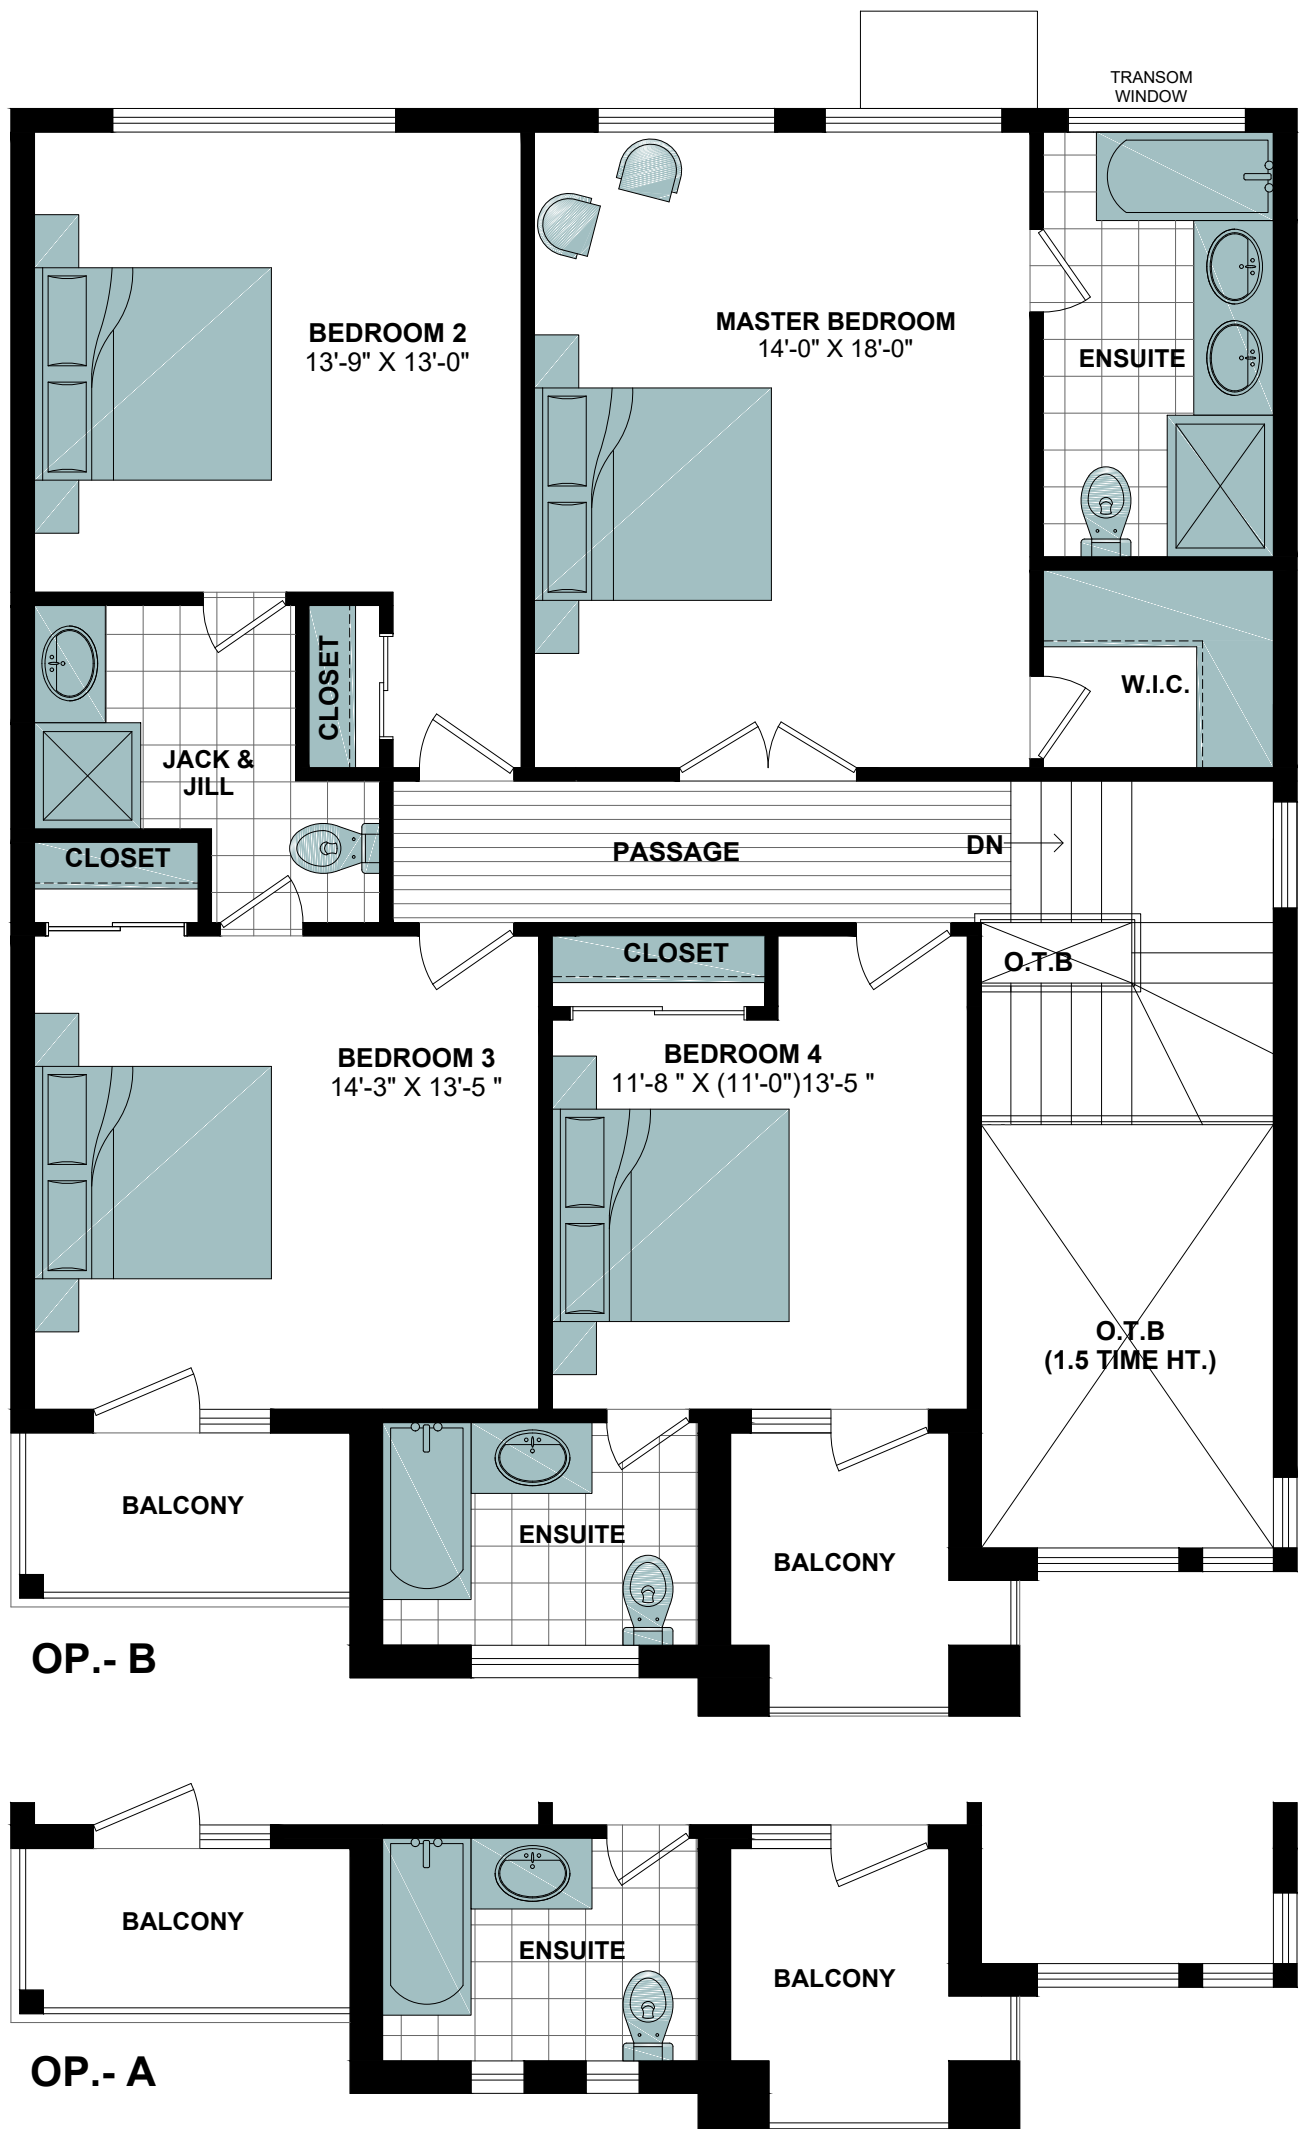 TRANSOM
WINDOW
BEDROOM 2
13'-9" X 13'-0"
MASTER BEDROOM
14'-0" X 18'-0"
ENSUITE
CLOSET
W.I.C.
JACK &
JILL
CLOSET
PASSAGE
DN
CLOSET
O.T.B
BEDROOM 3
14'-3" X 13'-5 "
BEDROOM 4
11'-8 " X (11'-0")13'-5 "
O.T.B
(1.5 TIME HT.)
BALCONY
ENSUITE
BALCONY
OP.- B
BALCONY
ENSUITE
BALCONY
OP.- A